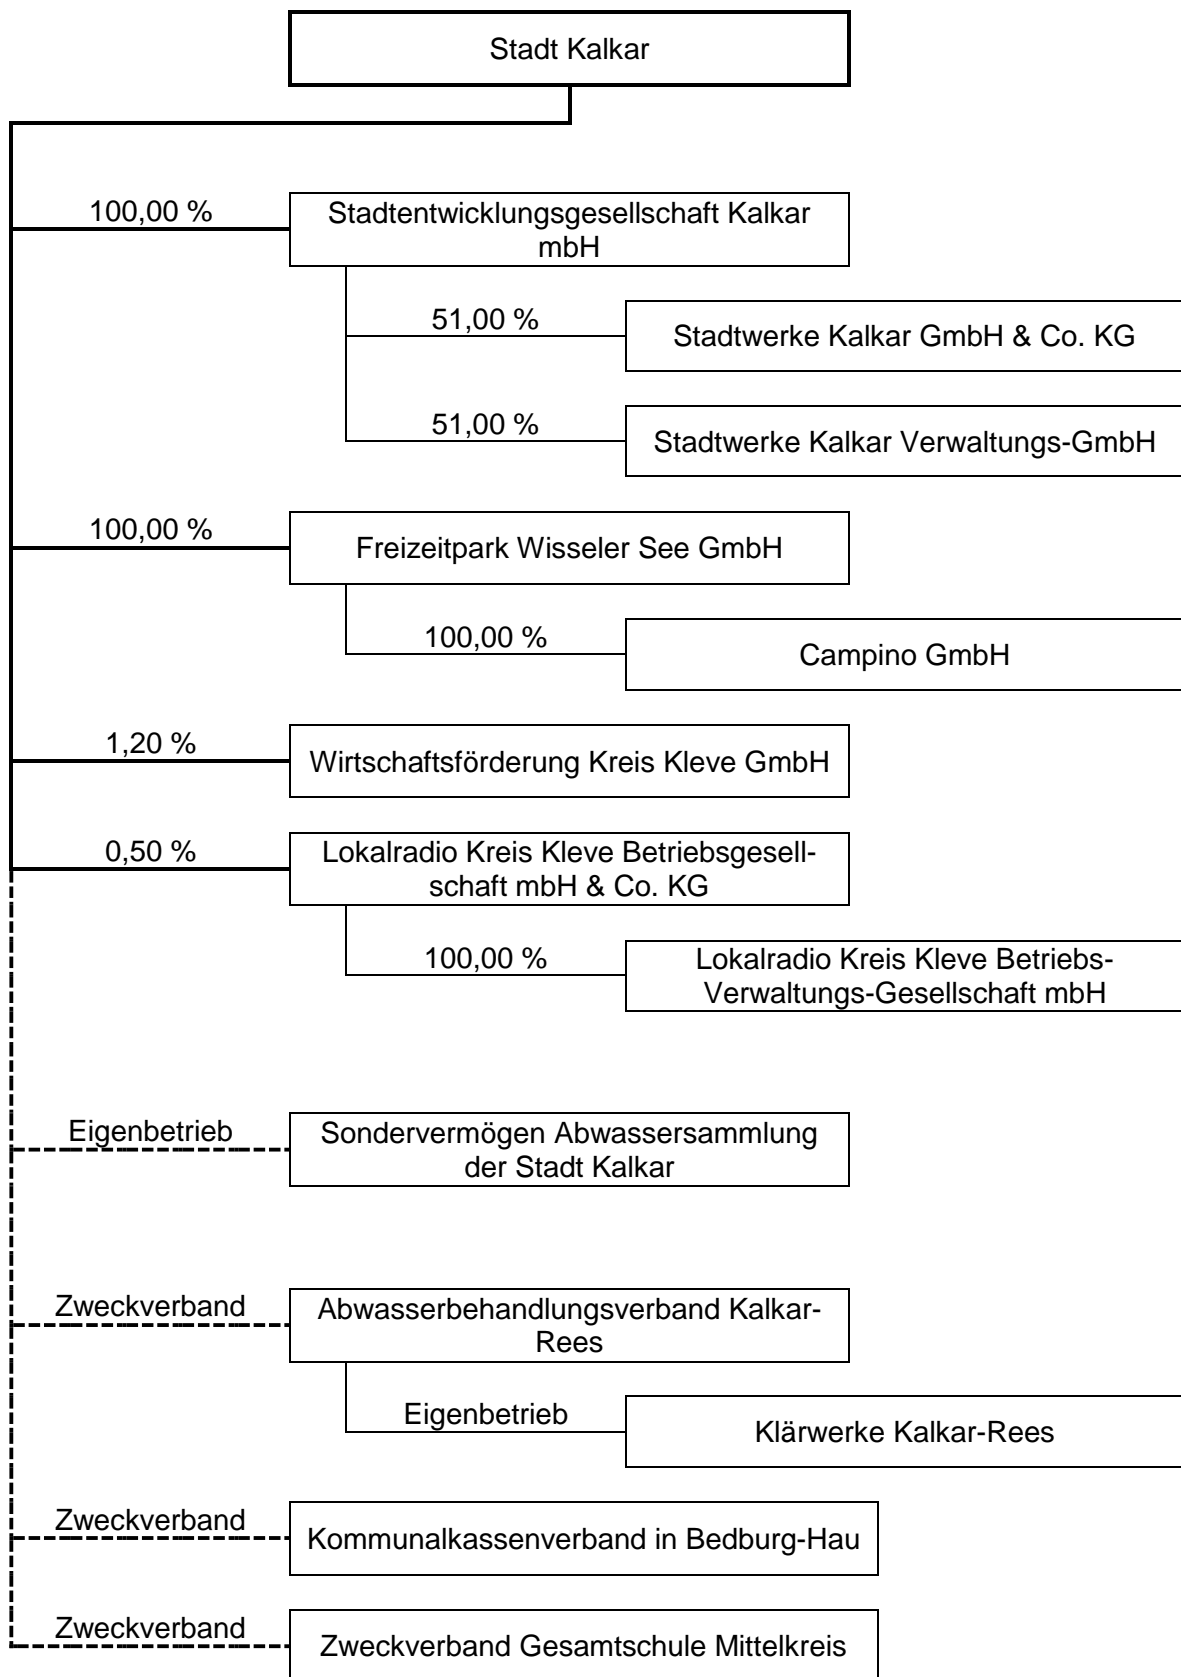 Stadt Kalkar
100,00 %
Stadtentwicklungsgesellschaft Kalkar
mbH
51,00 %
Stadtwerke Kalkar GmbH & Co. KG
51,00 %
Stadtwerke Kalkar Verwaltungs-GmbH
100,00 %
Freizeitpark Wisseler See GmbH
100,00 %
Campino GmbH
1,20 %
Wirtschaftsförderung Kreis Kleve GmbH
0,50 %
Lokalradio Kreis Kleve Betriebsgesell-
schaft mbH & Co. KG
100,00 %
Lokalradio Kreis Kleve Betriebs-
Verwaltungs-Gesellschaft mbH
Eigenbetrieb
Sondervermögen Abwassersammlung
der Stadt Kalkar
Zweckverband
Abwasserbehandlungsverband Kalkar-
Rees
Eigenbetrieb
Klärwerke Kalkar-Rees
Zweckverband
Kommunalkassenverband in Bedburg-Hau
Zweckverband
Zweckverband Gesamtschule Mittelkreis